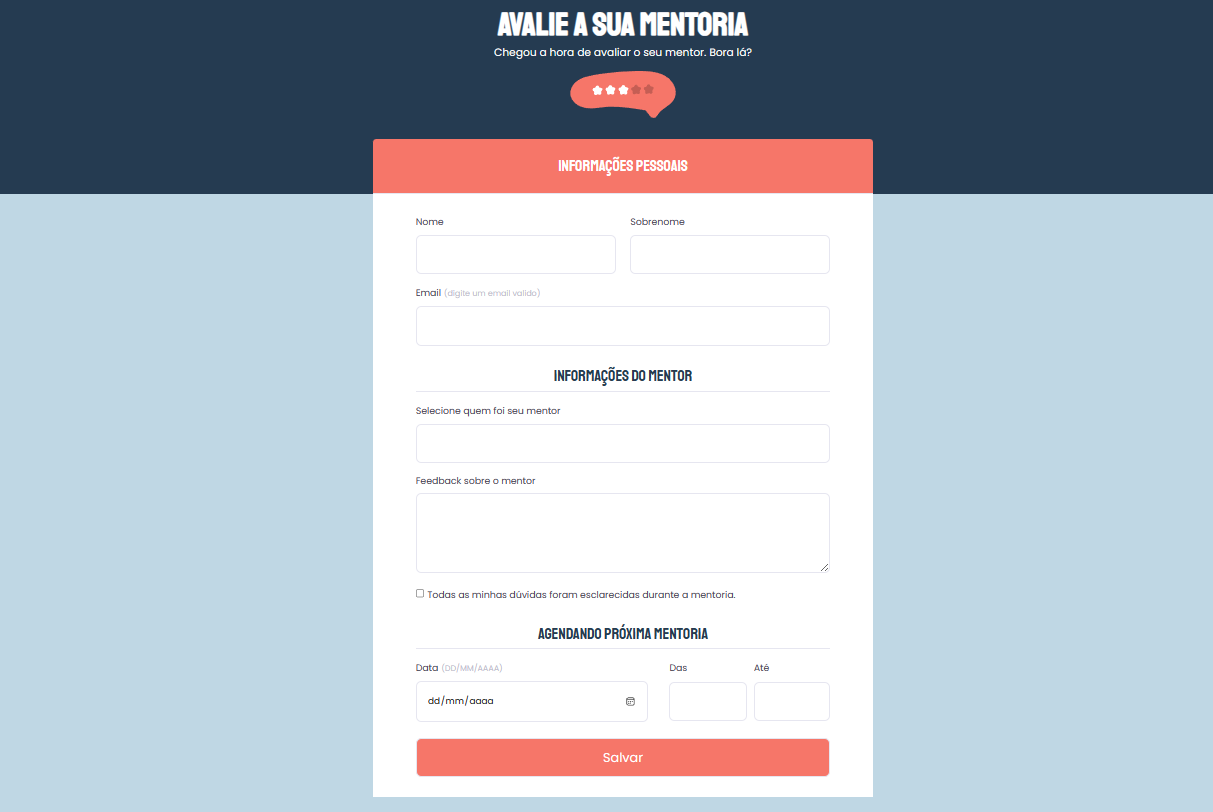 AVALIE A SUA MENTORIA
Chegou a hora de avaliar o seu mentor. Bora lá?
INFORMAÇÕES PESSOAIS
Nome Sobrenome
Email (digite um email valido)
INFORMAÇÕES DO MENTOR
Selecione quem foi seu mentor
Feedback sobre o mentor
Todas as minhas dúvidas foram esclarecidas durante a mentoria.
AGENDANDO PRÓXIMA MENTORIA
Data (DD/MM/AAAA) Das Até
dd/mm/aaaa
Salvar